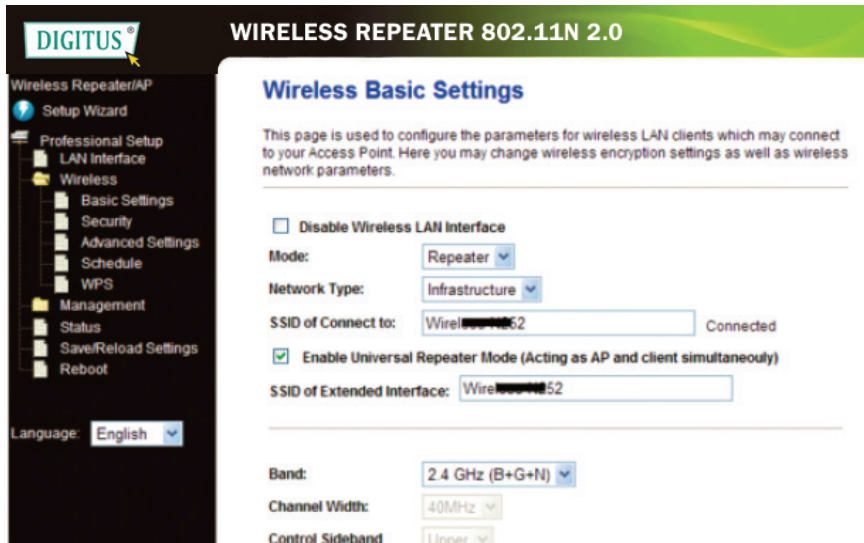 DIGITUS®
WIRELESS REPEATER 802.11N 2.0
Wireless Repeater/AP
Setup Wizard
Professional Setup
LAN Interface
Wireless
Basic Settings
Security
Advanced Settings
Schedule
WPS
Management
Status
Save/Reload Settings
Reboot
Language: English
Wireless Basic Settings
This page is used to configure the parameters for wireless LAN clients which may connect
to your Access Point. Here you may change wireless encryption settings as well as wireless
network parameters.
Disable Wireless LAN Interface
Mode: Repeater
Network Type: Infrastructure
SSID of Connect to: Connected
Enable Universal Repeater Mode (Acting as AP and client simultaneouly)
SSID of Extended Interface:
Band: 2.4 GHz (B+G+N)
Channel Width: 40MHz
Control Sideband Upper